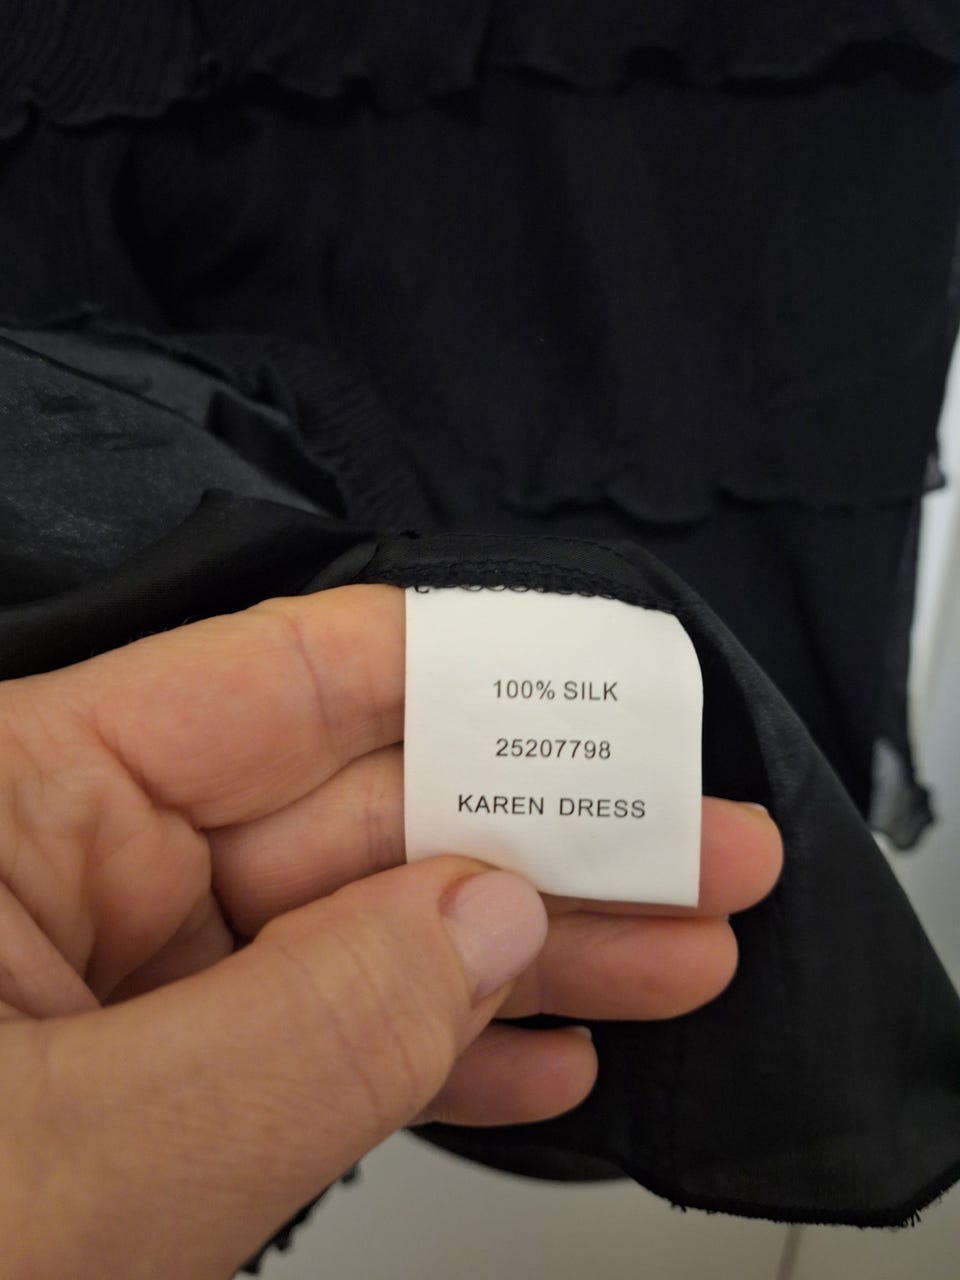 100% SILK
25207798
KAREN DRESS